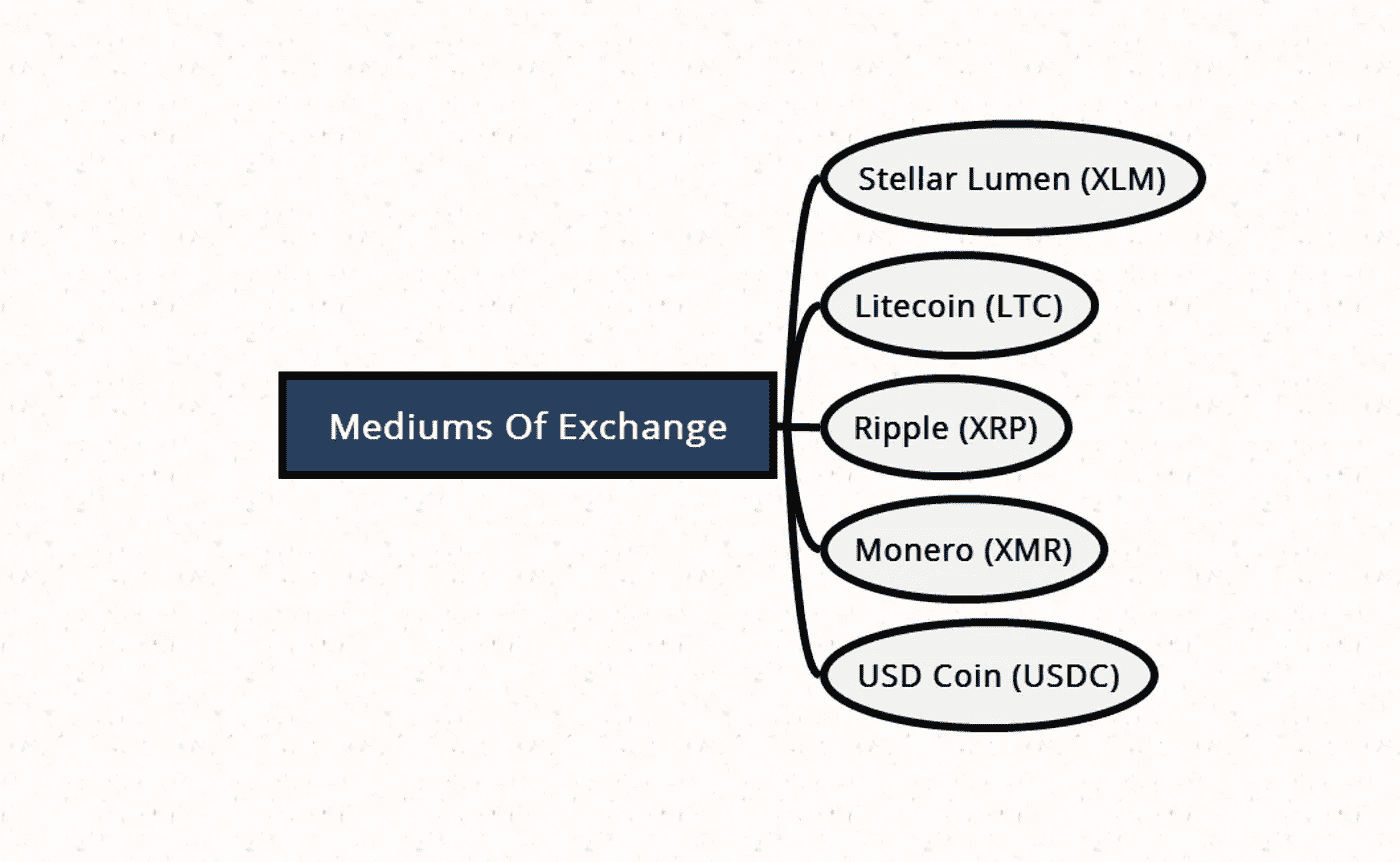 Mediums Of Exchange
Stellar Lumen (XLM)
Litecoin (LTC)
Ripple (XRP)
Monero (XMR)
USD Coin (USDC)